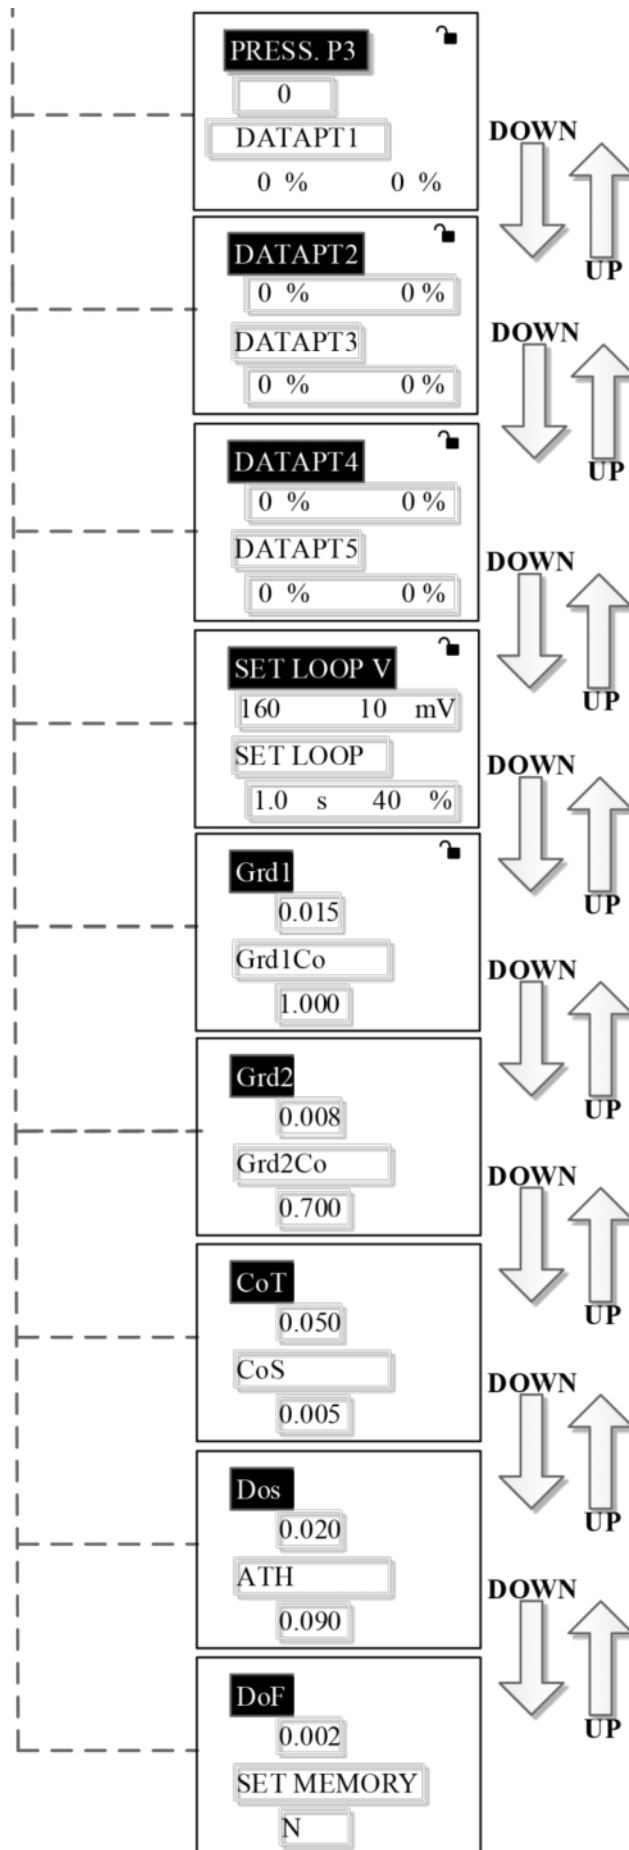 PRESS. P3
0
DATAPT1
0 % 0 %
DOWN
UP
DATAPT2
0 % 0 %
DATAPT3
0 % 0 %
DOWN
UP
DATAPT4
0 % 0 %
DATAPT5
0 % 0 %
DOWN
UP
SET LOOP V
160 10 mV
SET LOOP
1.0 s 40 %
DOWN
UP
Grd1
0.015
Grd1Co
1.000
DOWN
UP
Grd2
0.008
Grd2Co
0.700
DOWN
UP
CoT
0.050
CoS
0.005
DOWN
UP
Dos
0.020
ATH
0.090
DOWN
UP
DoF
0.002
SET MEMORY
N